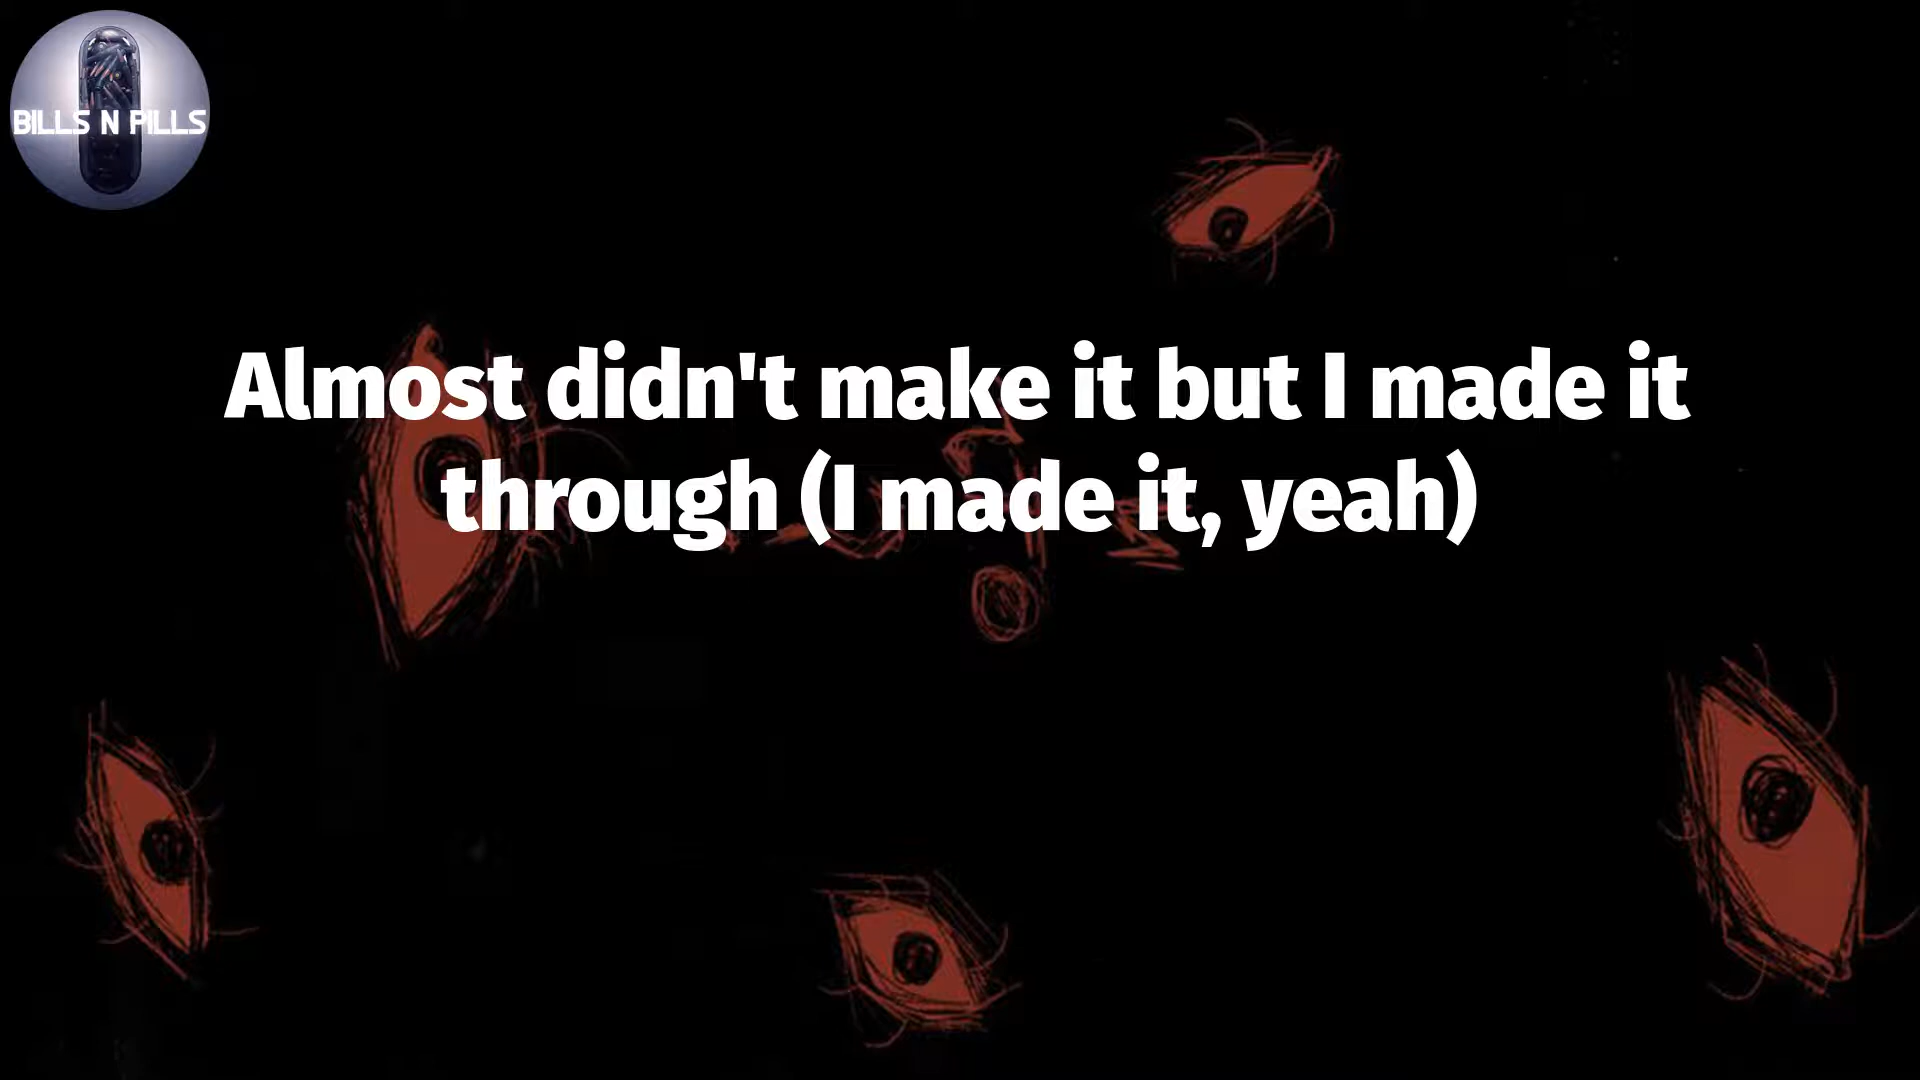 BILLS N PILLS
Almost didn't make it but I made it
through (I made it, yeah)